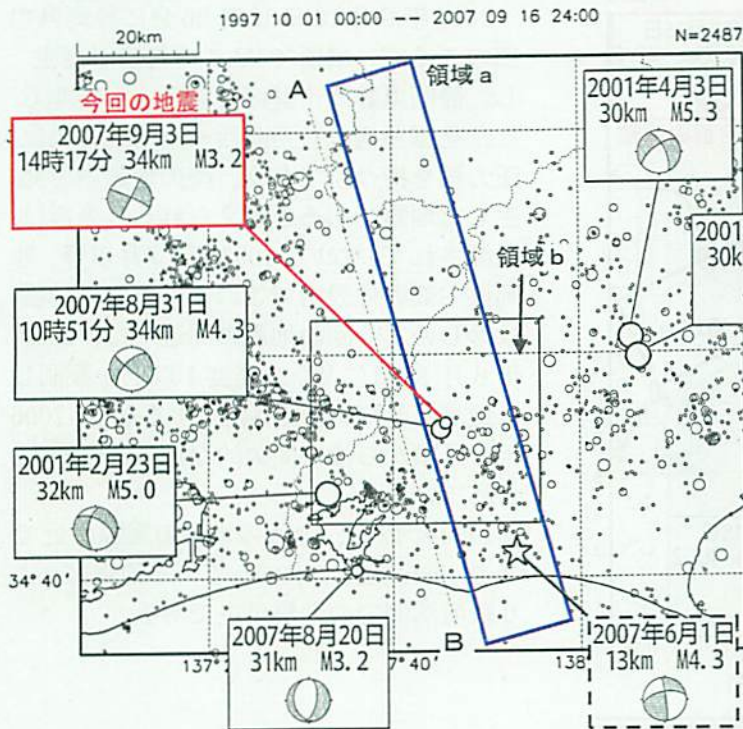 1997 10 01 00:00 -- 2007 09 16 24:00
20km
N=2487
A
領域a
今回の地震
2007年9月3日
14時17分 34km M3.2
2001年4月3日
30km M5.3
2001
30k
領域b
2007年8月31日
10時51分 34km M4.3
2001年2月23日
32km M5.0
34°40'
2007年8月20日
31km M3.2
B
2007年6月1日
13km M4.3
137°
7°40'
138